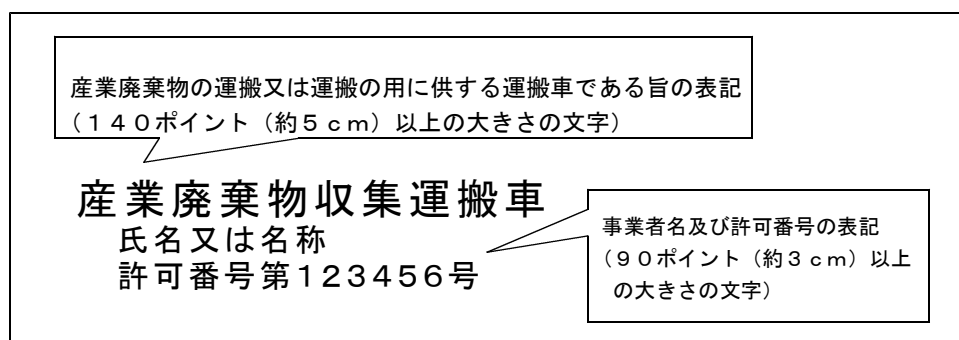 産業廃棄物の運搬又は運搬の用に供する運搬車である旨の表記
（１４０ポイント（約５ｃｍ）以上の大きさの文字）
産業廃棄物収集運搬車
氏名又は名称
許可番号第１２３４５６号
事業者名及び許可番号の表記
（９０ポイント（約３ｃｍ）以上
の大きさの文字）